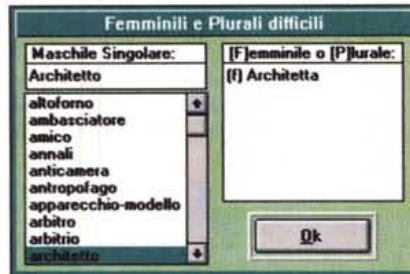 Femminili e Plurali difficili
Maschile Singolare:
Architetto
altoforno
ambasciatore
amico
annali
anticamera
antropofago
apparecchio-modello
arbitro
arbitrio
architetto
[F]emminile o [P]lurale:
(f) Architetta
Ok